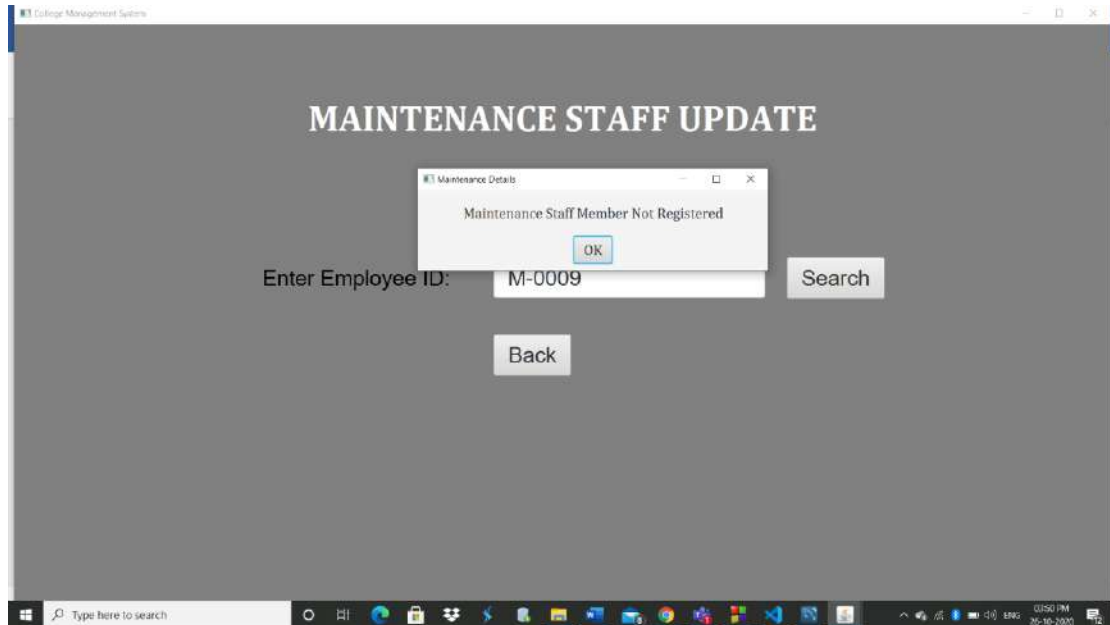 College Management System
MAINTENANCE STAFF UPDATE
Maintenance Details
Maintenance Staff Member Not Registered
OK
Enter Employee ID: M-0009 Search
Back
Type here to search
ENG
03:50 PM
26-10-2020